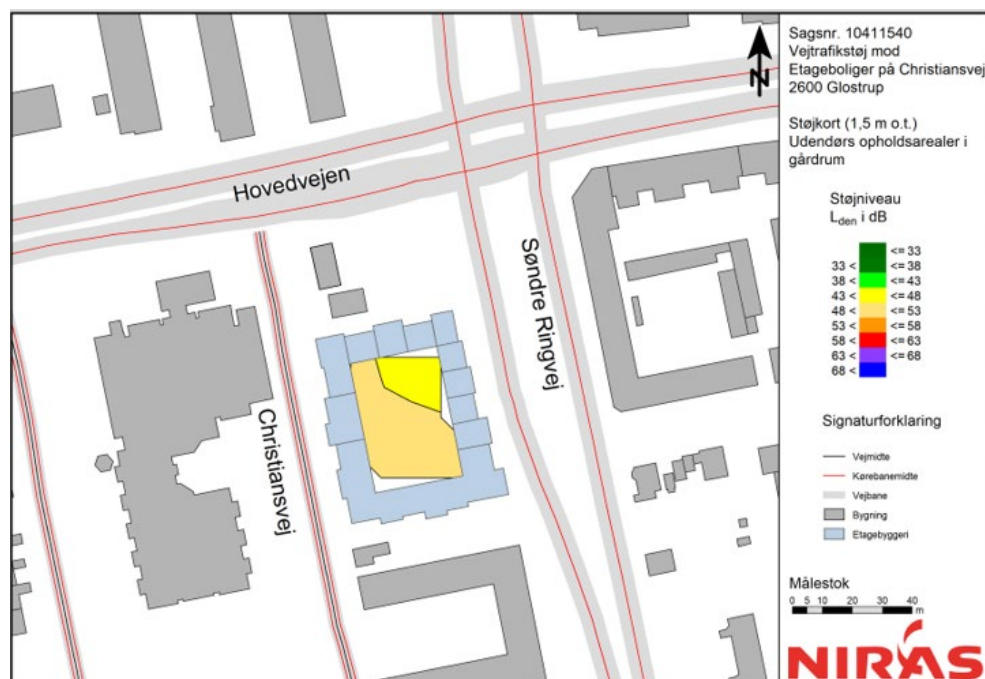 Sagsnr. 10411540
Vejtrafikstøj mod
Etageboliger på Christiansvej
2600 Glostrup
Støjkort (1,5 m o.t.)
Udendørs opholdsarealer i
gårdrum
Støjniveau
Lden i dB
<= 33
33 < <= 38
38 < <= 43
43 < <= 48
48 < <= 53
53 < <= 58
58 < <= 63
63 < <= 68
68 <
Signaturforklaring
Vejmidte
Kørebanemidte
Vejbane
Bygning
Etagebyggeri
Målestok
0 5 10 20 30 40
m
NIRAS
N
Hovedvejen
Søndre Ringvej
Christiansvej